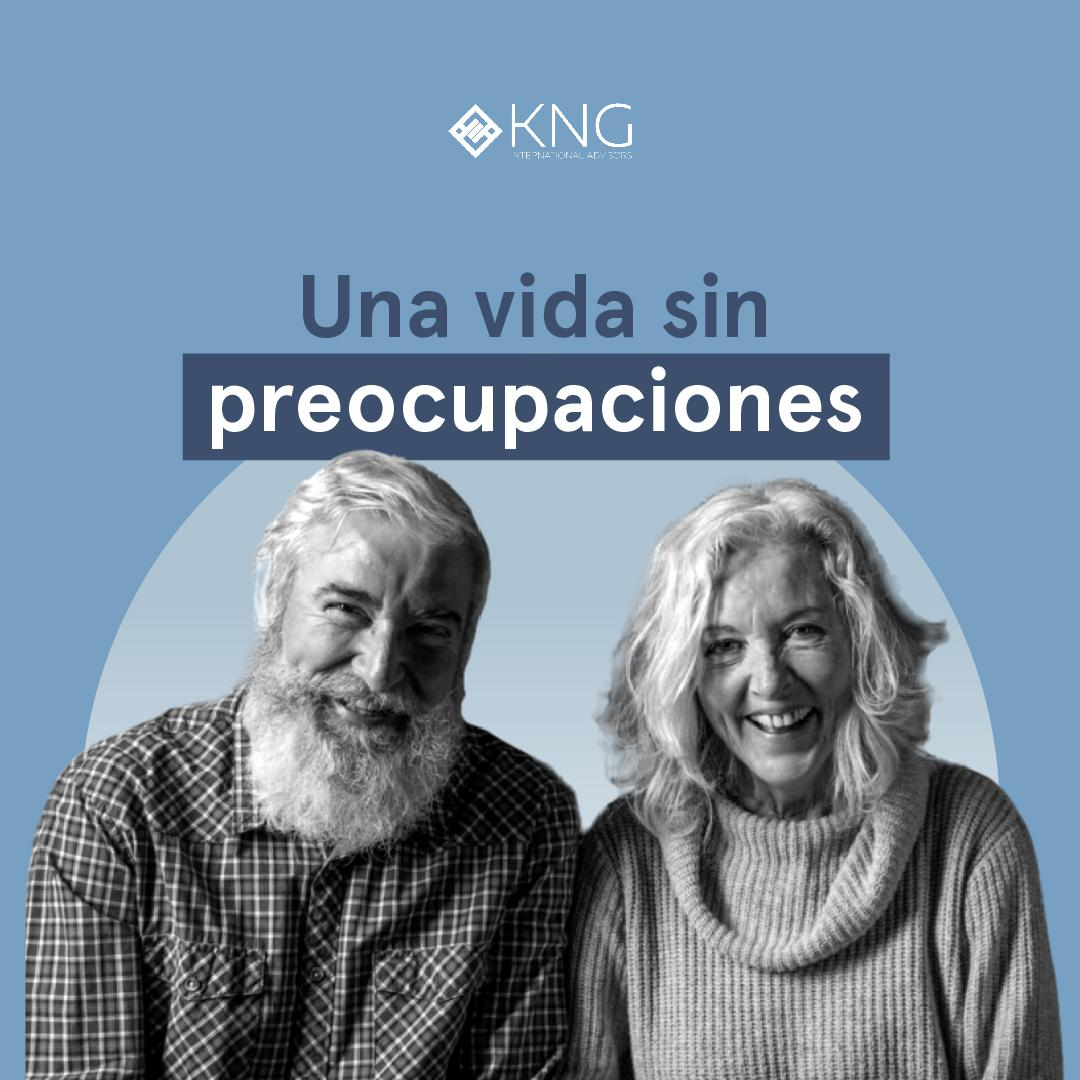 KNG
INTERNATIONAL ADVISORS
Una vida sin
preocupaciones